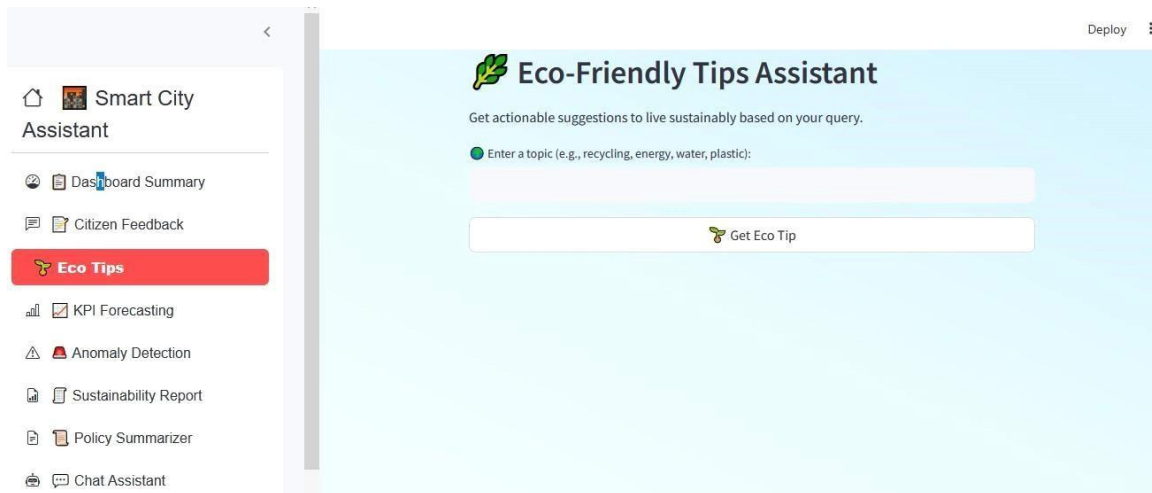 Smart City
Assistant
Dashboard Summary
Citizen Feedback
Eco Tips
KPI Forecasting
Anomaly Detection
Sustainability Report
Policy Summarizer
Chat Assistant
Deploy
Eco-Friendly Tips Assistant
Get actionable suggestions to live sustainably based on your query.
Enter a topic (e.g., recycling, energy, water, plastic):
Get Eco Tip